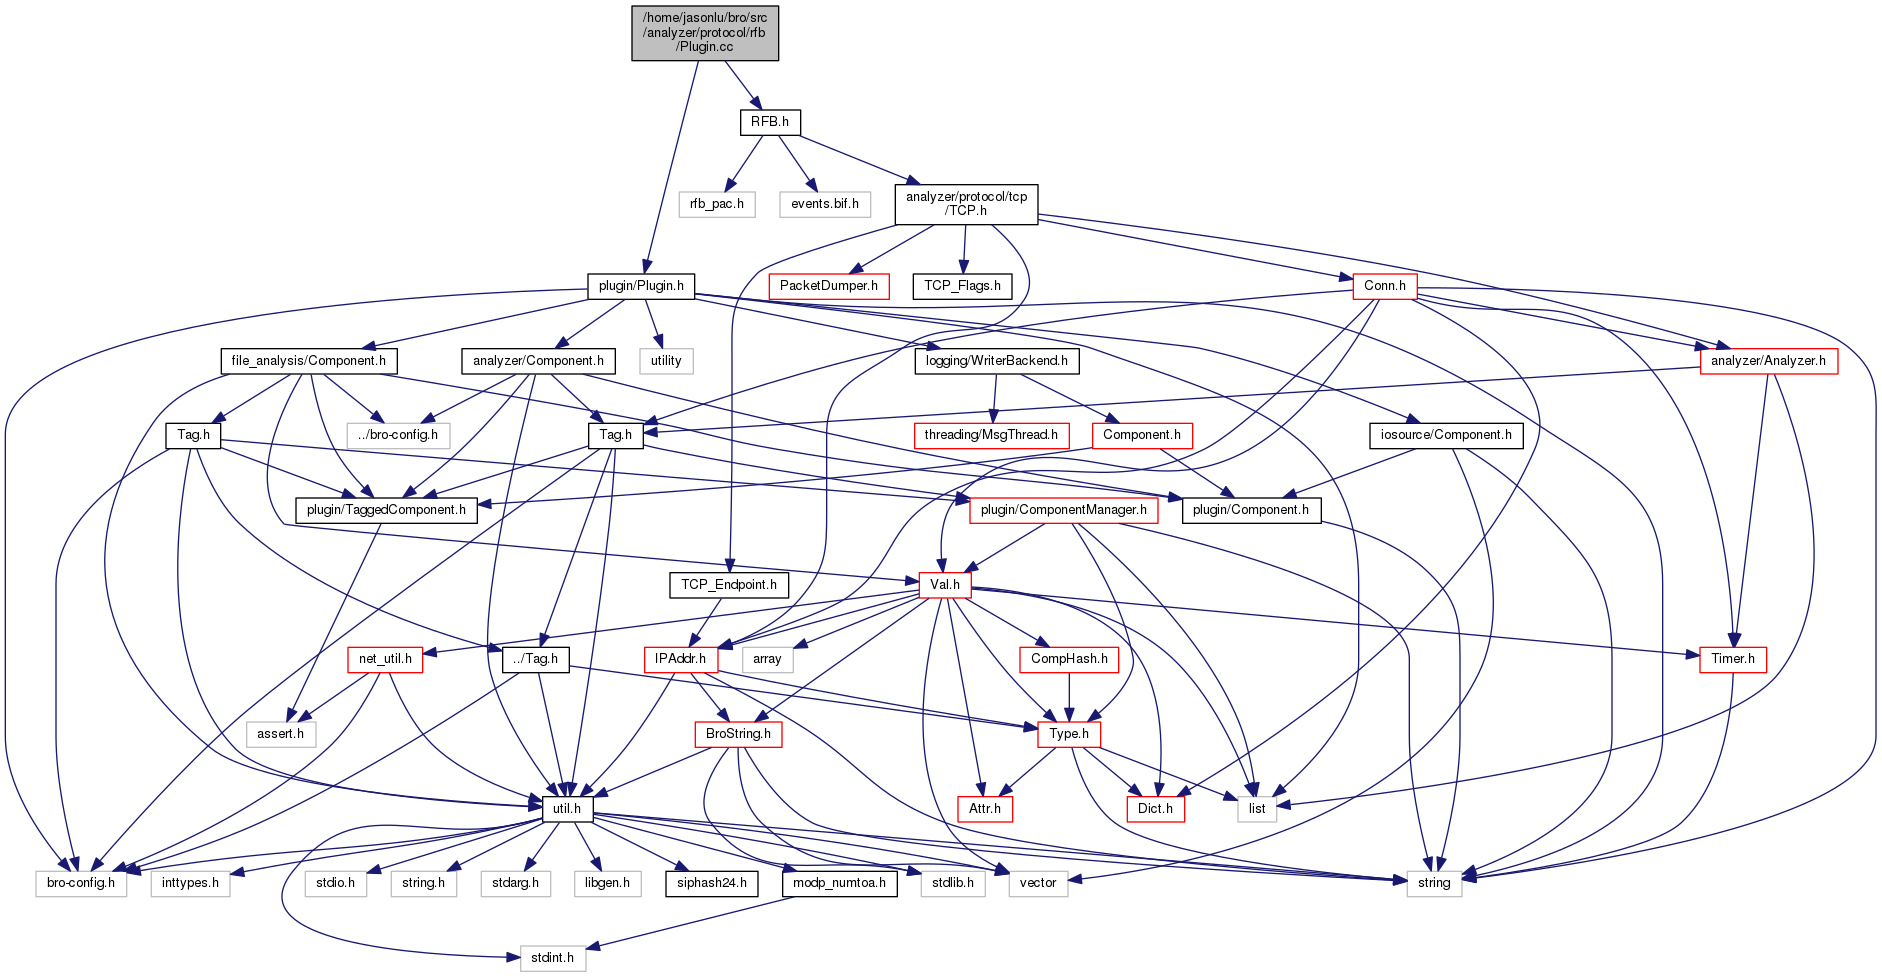 /home/jasonlu/bro/src
/analyzer/protocol/rfb
/Plugin.cc
RFB.h
rfb_pac.h
events.bif.h
analyzer/protocol/tcp
/TCP.h
plugin/Plugin.h
PacketDumper.h
TCP_Flags.h
Conn.h
file_analysis/Component.h
analyzer/Component.h
utility
logging/WriterBackend.h
analyzer/Analyzer.h
Tag.h
../bro-config.h
Tag.h
threading/MsgThread.h
Component.h
iosource/Component.h
plugin/TaggedComponent.h
plugin/ComponentManager.h
plugin/Component.h
TCP_Endpoint.h
Val.h
net_util.h
../Tag.h
IPAddr.h
array
CompHash.h
Timer.h
assert.h
BroString.h
Type.h
util.h
Attr.h
Dict.h
list
bro-config.h
inttypes.h
stdio.h
string.h
stdarg.h
libgen.h
siphash24.h
modp_numtoa.h
stdlib.h
vector
string
stdint.h